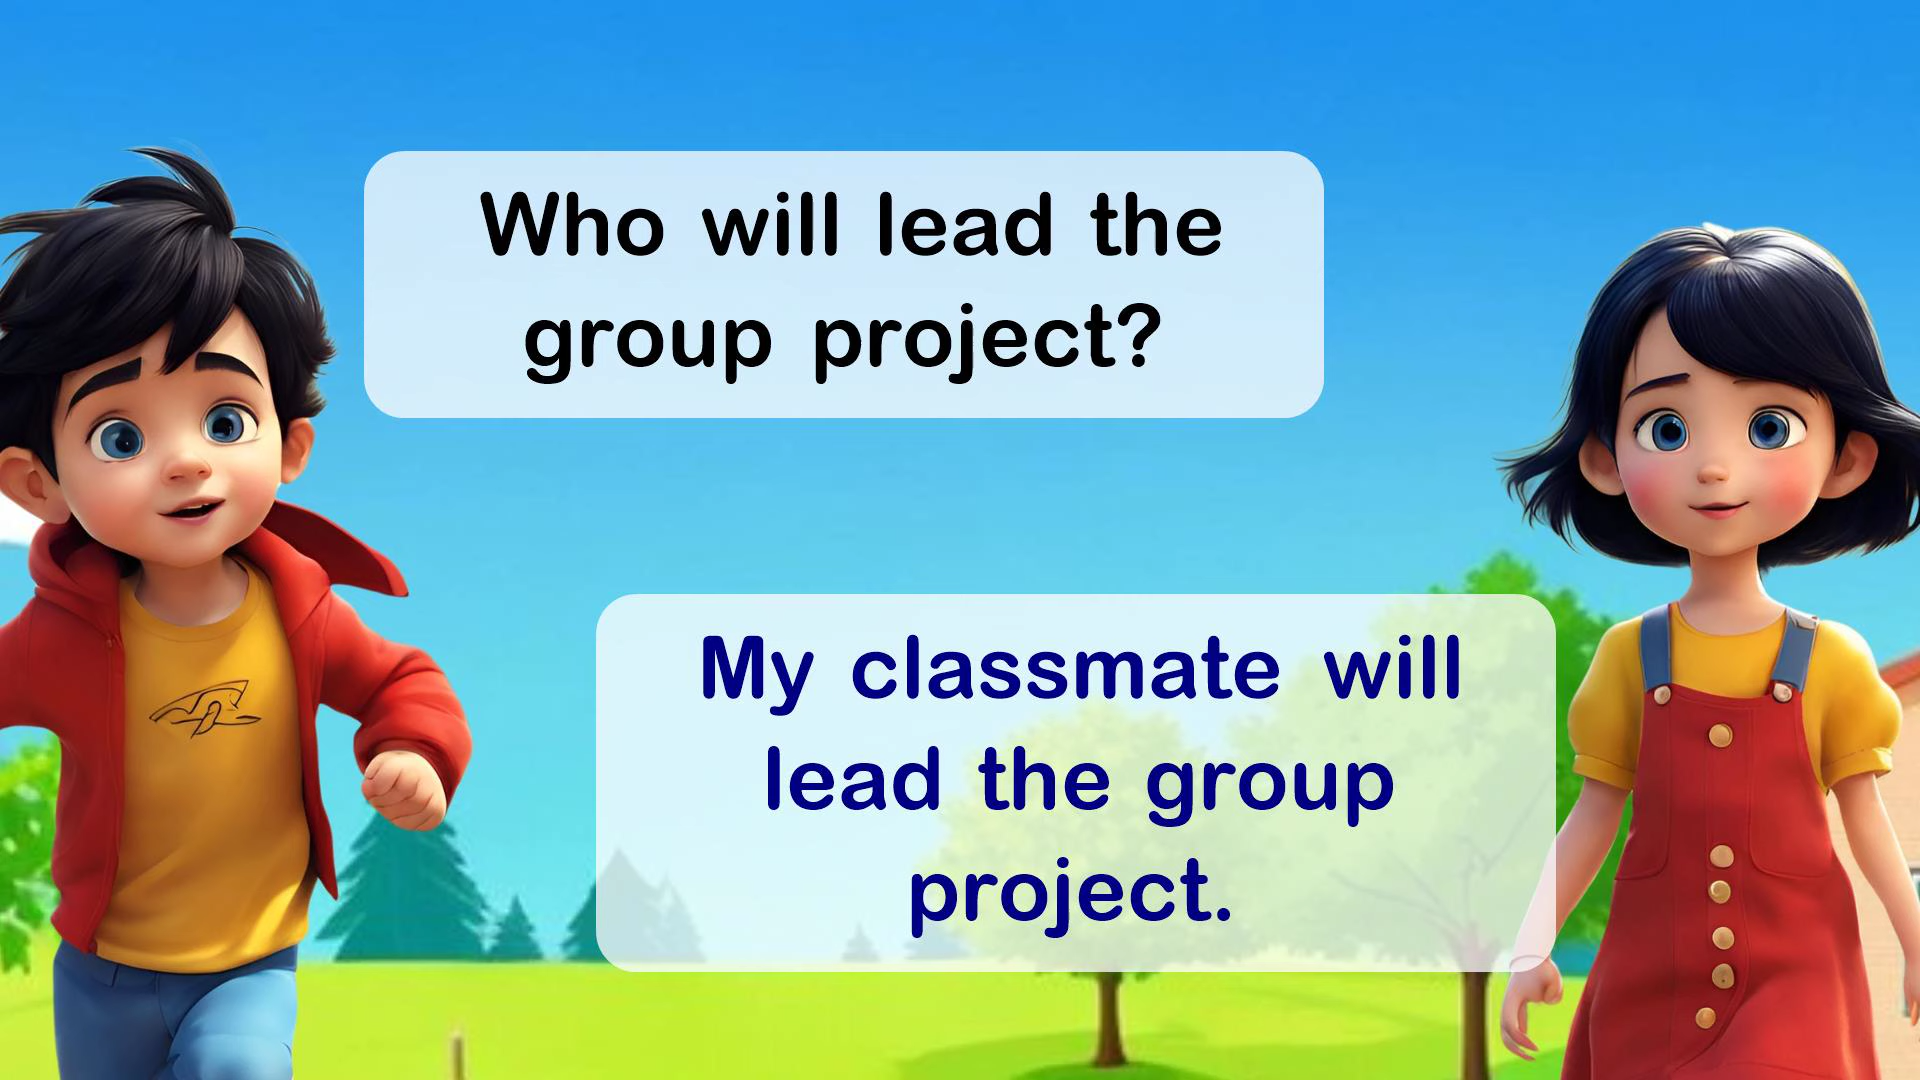 Who will lead the
group project?
My classmate will
lead the group
project.